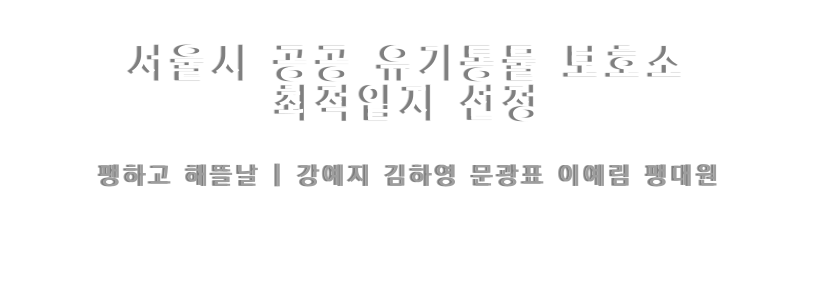 서울시 공공 유기동물 보호소
최적입지 선정
팽하고 해뜰날 | 강예지 김하영 문광표 이예림 팽대원